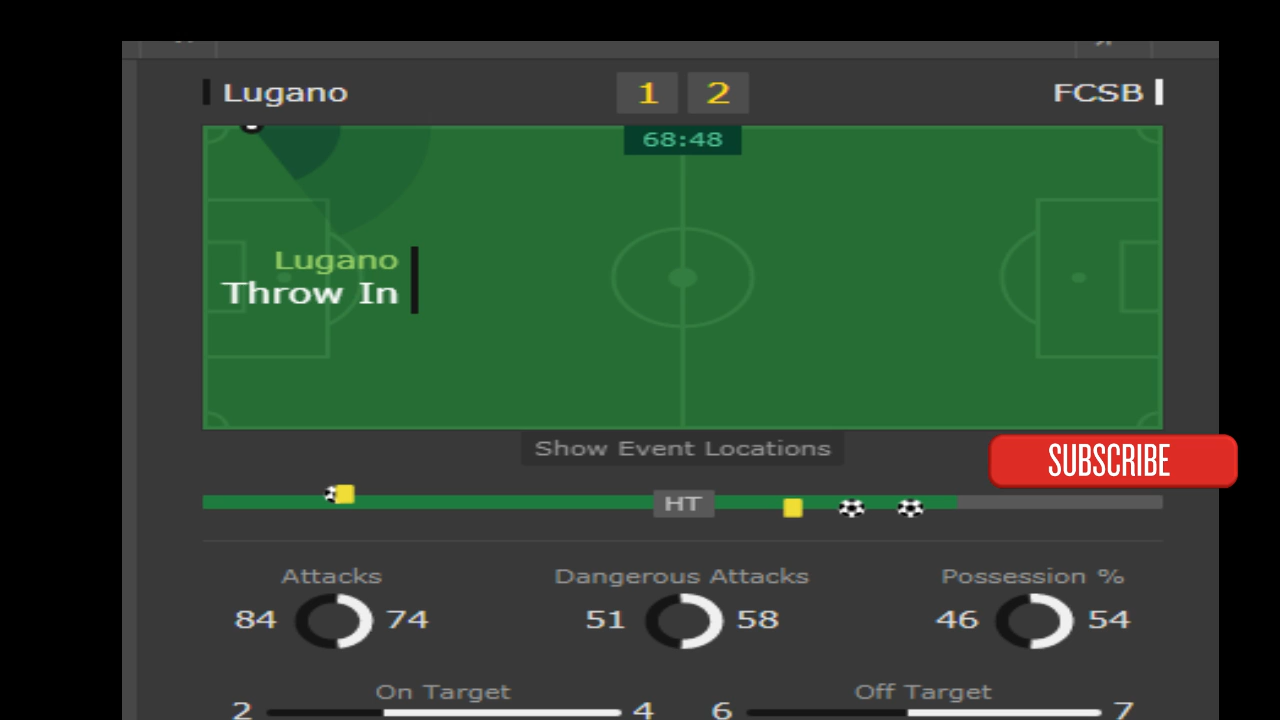 Lugano
1 2
FCSB
68:48
Lugano
Throw In
Show Event Locations
SUBSCRIBE
HT
Attacks
Dangerous Attacks
Possession %
84 74
51 58
46 54
On Target
Off Target
2 4
6 7